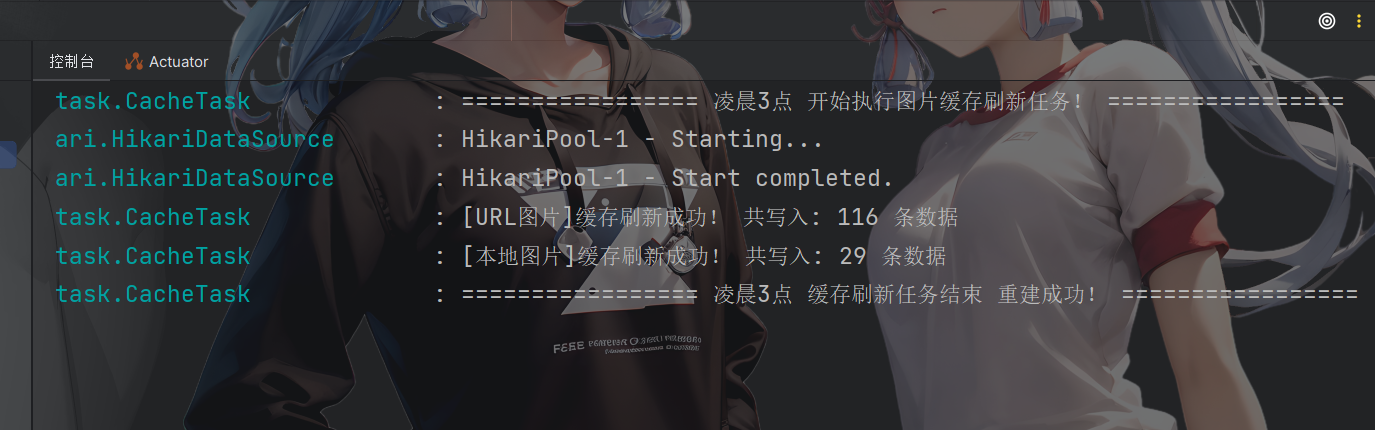 控制台 Actuator
task.CacheTask : ================= 凌晨3点 开始执行图片缓存刷新任务! =================
ari.HikariDataSource : HikariPool-1 - Starting...
ari.HikariDataSource : HikariPool-1 - Start completed.
task.CacheTask : [URL图片]缓存刷新成功! 共写入: 116 条数据
task.CacheTask : [本地图片]缓存刷新成功! 共写入: 29 条数据
task.CacheTask : ================= 凌晨3点 缓存刷新任务结束 重建成功! =================